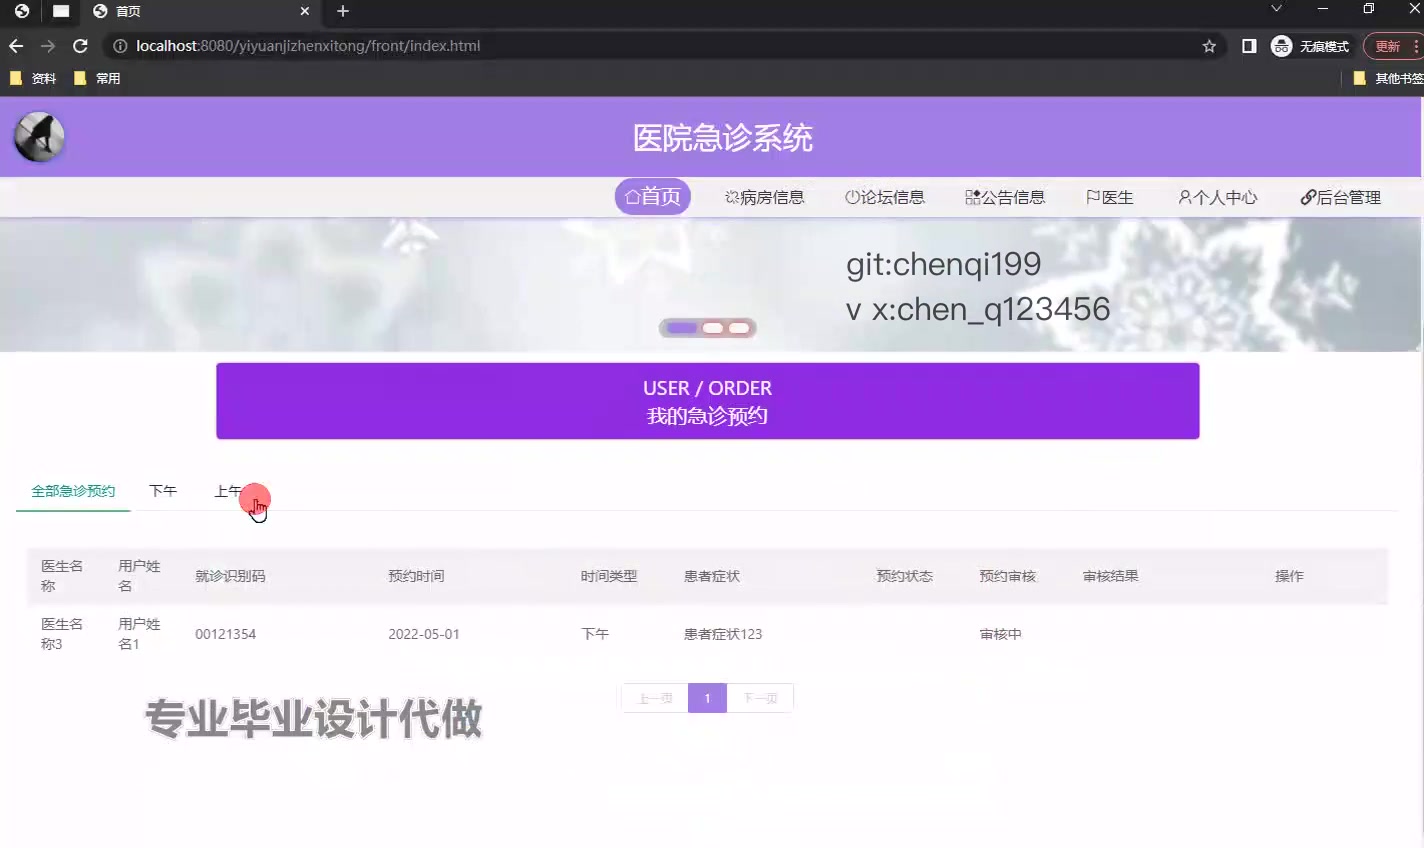 首页
localhost:8080/yiyuanjizhenxitong/front/index.html
无痕模式
更新
资料
常用
其他书签
医院急诊系统
首页
病房信息
论坛信息
公告信息
医生
个人中心
后台管理
git:chenqi199
v x:chen_q123456
USER / ORDER
我的急诊预约
全部急诊预约
下午
上午
医生名称
用户姓名
就诊识别码
预约时间
时间类型
患者症状
预约状态
预约审核
审核结果
操作
医生名称3
用户姓名1
00121354
2022-05-01
下午
患者症状123
审核中
上一页
1
下一页
专业毕业设计代做